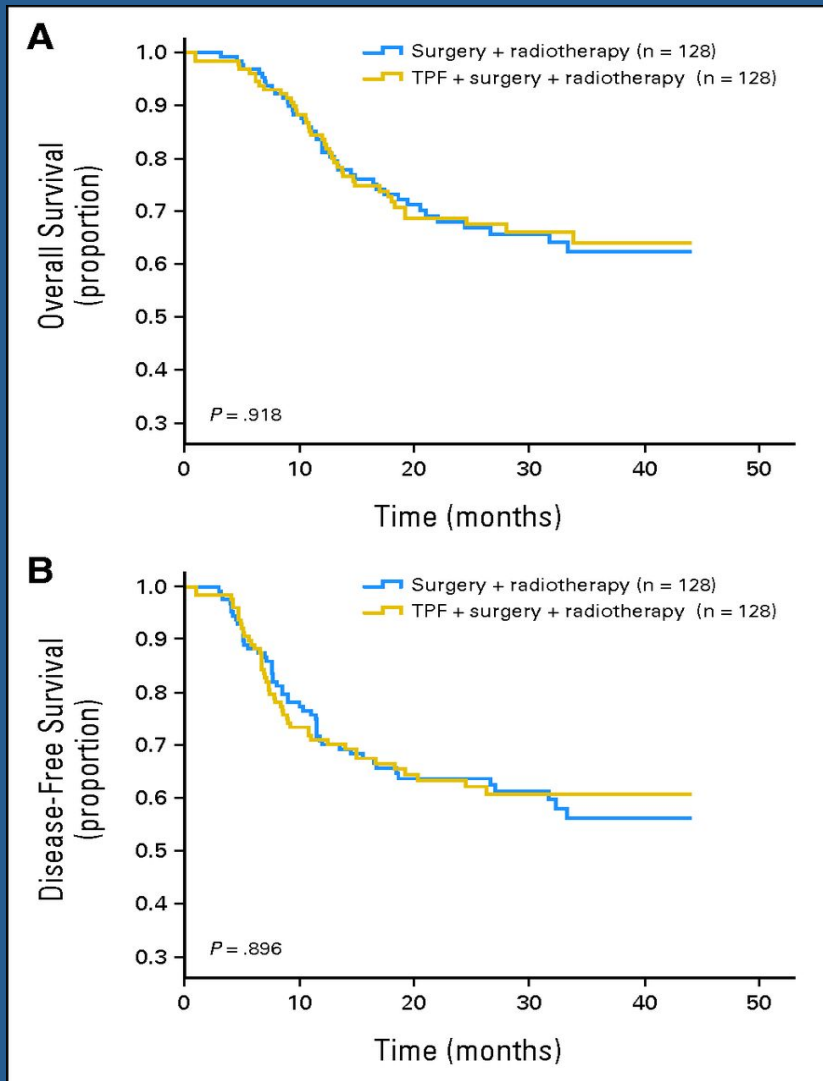 A
1.0
0.9
0.8
0.7
0.6
0.5
0.4
0.3
Overall Survival
(proportion)
Surgery + radiotherapy (n = 128)
TPF + surgery + radiotherapy (n = 128)
P = .918
0 10 20 30 40 50
Time (months)
B
1.0
0.9
0.8
0.7
0.6
0.5
0.4
0.3
Disease-Free Survival
(proportion)
Surgery + radiotherapy (n = 128)
TPF + surgery + radiotherapy (n = 128)
P = .896
0 10 20 30 40 50
Time (months)